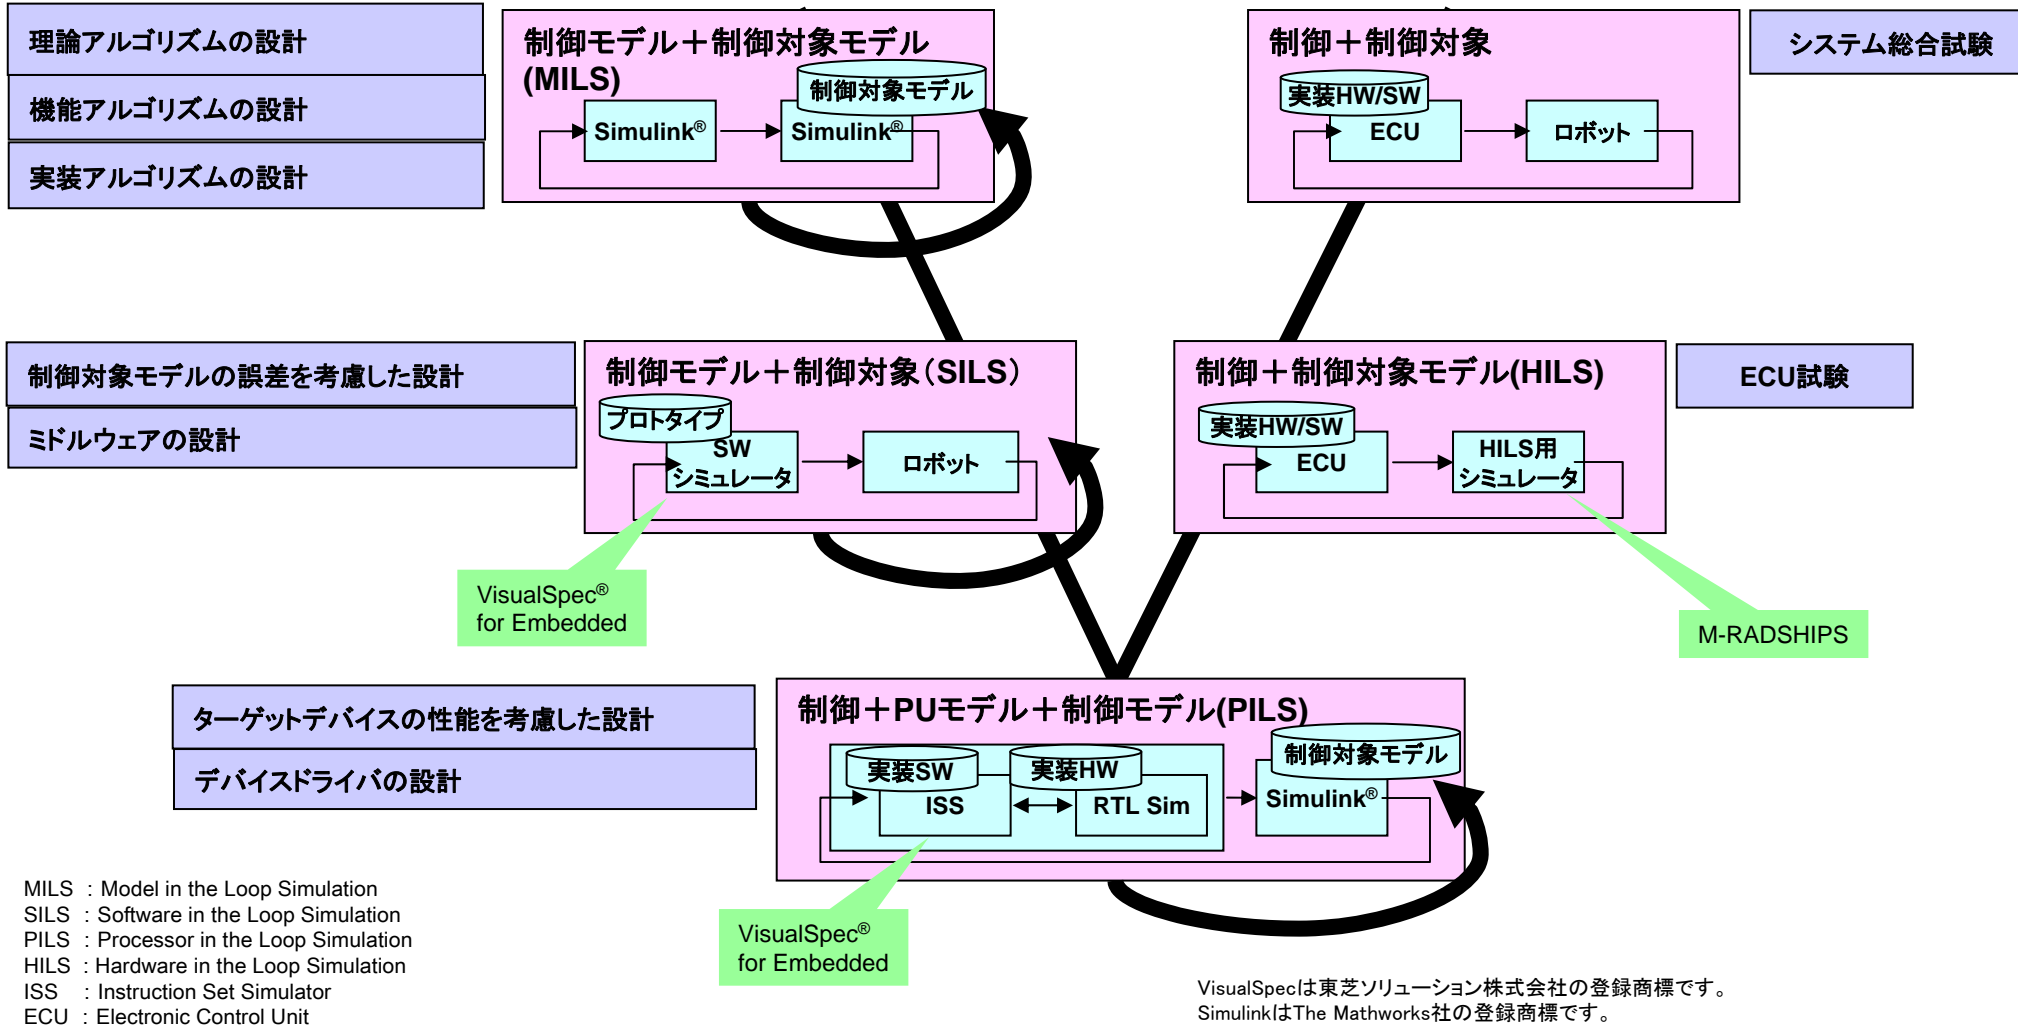 理論アルゴリズムの設計
機能アルゴリズムの設計
実装アルゴリズムの設計
制御モデル＋制御対象モデル
(MILS)
制御対象モデル
Simulink®
Simulink®
制御＋制御対象
実装HW/SW
ECU
ロボット
システム総合試験
制御対象モデルの誤差を考慮した設計
ミドルウェアの設計
制御モデル＋制御対象（SILS）
プロトタイプ
SW
シミュレータ
ロボット
VisualSpec®
for Embedded
制御＋制御対象モデル(HILS)
実装HW/SW
ECU
HILS用
シミュレータ
ECU試験
M-RADSHIPS
ターゲットデバイスの性能を考慮した設計
デバイスドライバの設計
制御＋PUモデル＋制御モデル(PILS)
実装SW
ISS
実装HW
RTL Sim
制御対象モデル
Simulink®
VisualSpec®
for Embedded
MILS : Model in the Loop Simulation
SILS : Software in the Loop Simulation
PILS : Processor in the Loop Simulation
HILS : Hardware in the Loop Simulation
ISS : Instruction Set Simulator
ECU : Electronic Control Unit
VisualSpecは東芝ソリューション株式会社の登録商標です。
SimulinkはThe Mathworks社の登録商標です。